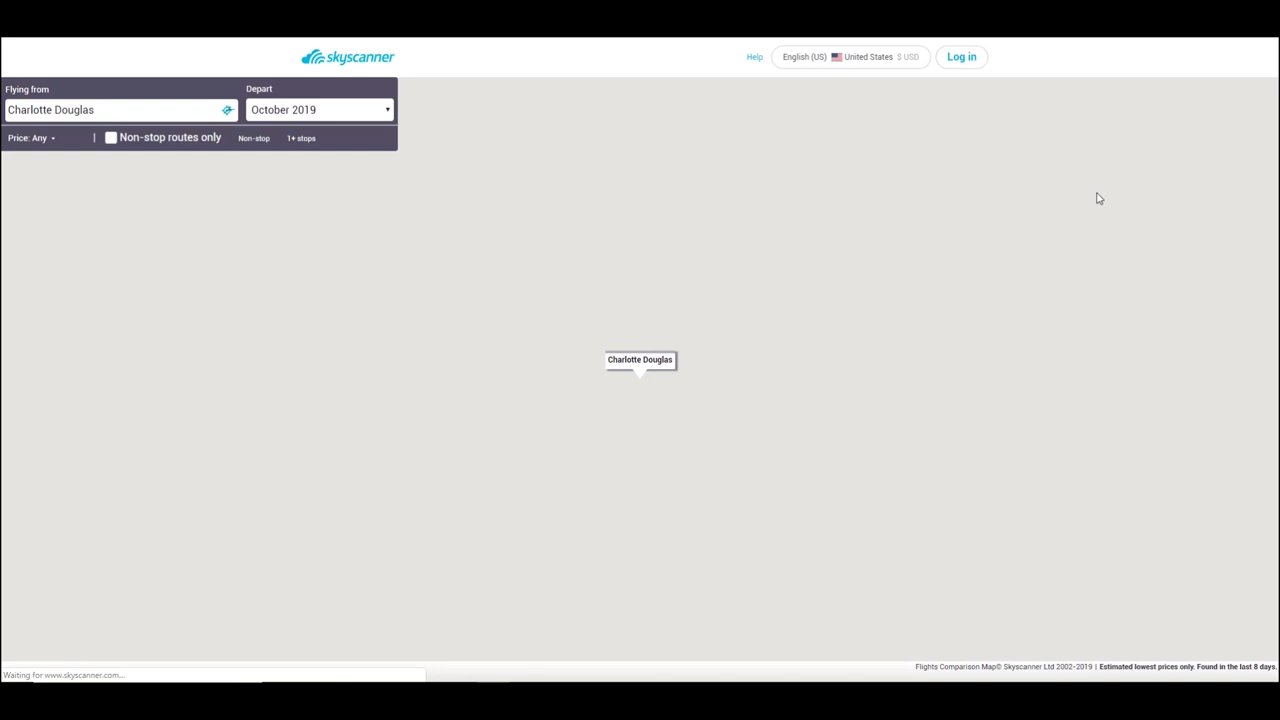 skyscanner
Help
English (US) United States $ USD
Log in
Flying from
Depart
Charlotte Douglas
October 2019
Price: Any
|
Non-stop routes only
Non-stop
1+ stops
Charlotte Douglas
Flights Comparison Map© Skyscanner Ltd 2002-2019 | Estimated lowest prices only. Found in the last 8 days.
Waiting for www.skyscanner.com...